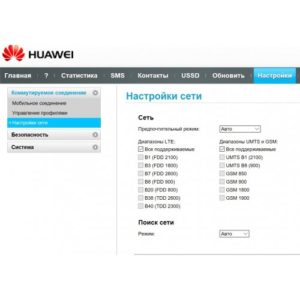 HUAWEI
Главная ? Статистика SMS Контакты USSD Обновить Настройки
Коммутируемое соединение
Мобильное соединение
Управление профилями
Настройки сети
Безопасность
Система
Настройки сети
Сеть
Предпочтительный режим: Авто
Диапазоны LTE: Диапазоны UMTS и GSM:
Все поддерживаемые Все поддерживаемые
B1 (FDD 2100) UMTS B1 (2100)
B3 (FDD 1800) UMTS B8 (900)
B7 (FDD 2600) GSM 850
B8 (FDD 900) GSM 900
B20 (FDD 800) GSM 1800
B38 (TDD 2600) GSM 1900
B40 (TDD 2300)
Поиск сети
Режим: Авто